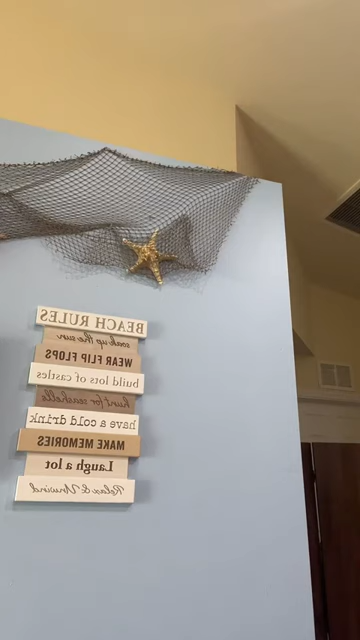 BEACH RULES
soak up the sun
WEAR FLIP FLOPS
build lots of castles
hunt for seashells
have a cold drink
MAKE MEMORIES
Laugh a lot
Relax & Unwind